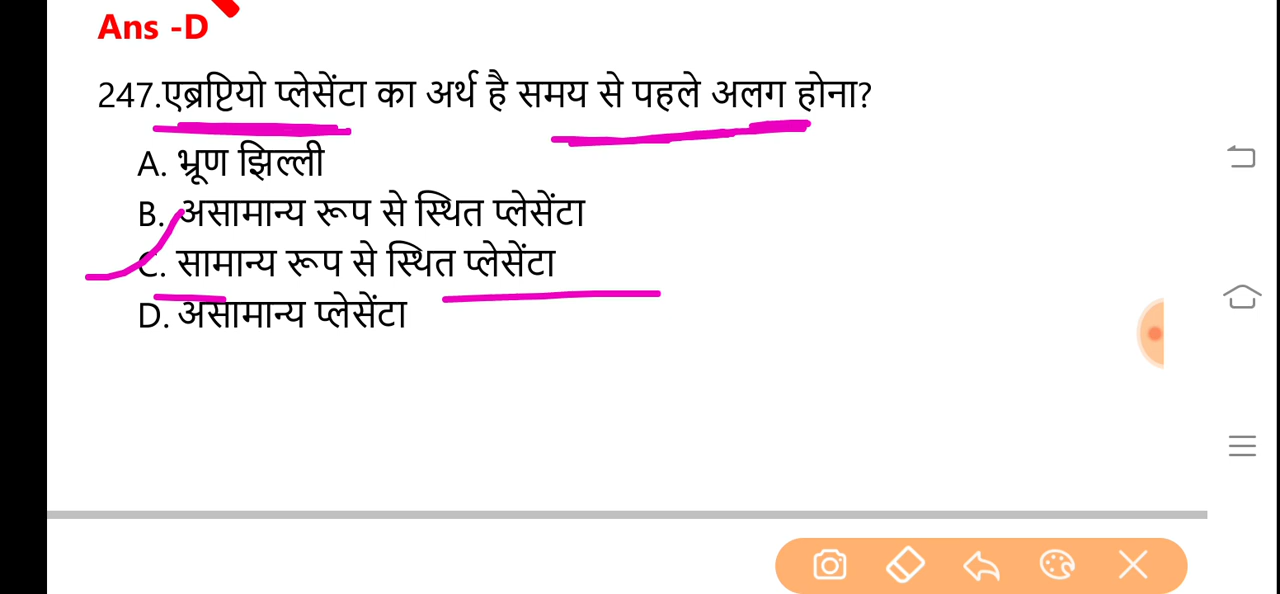 Ans -D
247.एब्रप्टियो प्लेसेंटा का अर्थ है समय से पहले अलग होना?
A. भ्रूण झिल्ली
B. असामान्य रूप से स्थित प्लेसेंटा
C. सामान्य रूप से स्थित प्लेसेंटा
D. असामान्य प्लेसेंटा